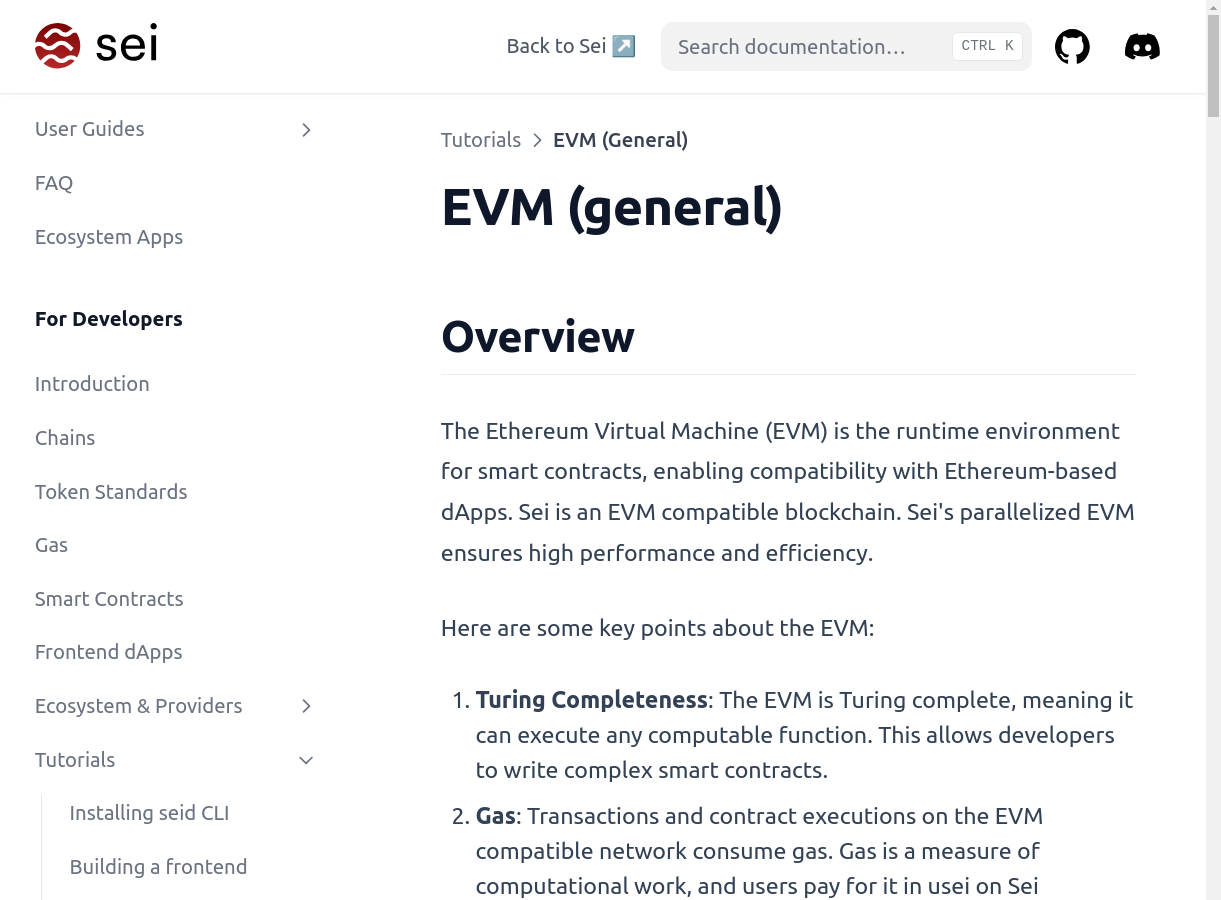 sei
Back to Sei ↗️
Search documentation…
CTRL K
User Guides
FAQ
Ecosystem Apps
For Developers
Introduction
Chains
Token Standards
Gas
Smart Contracts
Frontend dApps
Ecosystem & Providers
Tutorials
Installing seid CLI
Building a frontend
Tutorials > EVM (General)
EVM (general)
Overview
The Ethereum Virtual Machine (EVM) is the runtime environment
for smart contracts, enabling compatibility with Ethereum-based
dApps. Sei is an EVM compatible blockchain. Sei's parallelized EVM
ensures high performance and efficiency.
Here are some key points about the EVM:
1. Turing Completeness: The EVM is Turing complete, meaning it
can execute any computable function. This allows developers
to write complex smart contracts.
2. Gas: Transactions and contract executions on the EVM
compatible network consume gas. Gas is a measure of
computational work, and users pay for it in usei on Sei